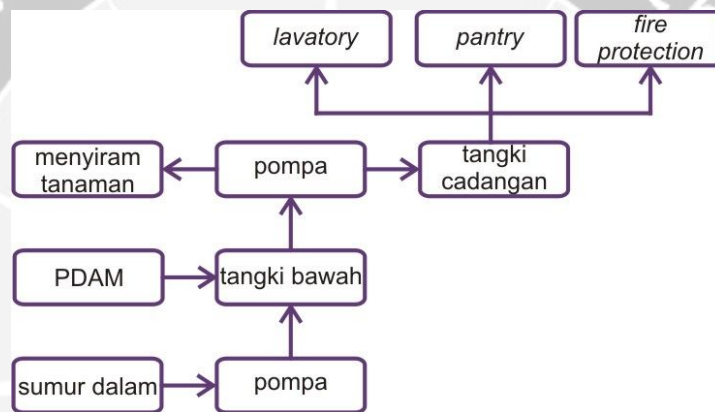 lavatory
pantry
fire
protection
menyiram
tanaman
pompa
tangki
cadangan
PDAM
tangki bawah
sumur dalam
pompa